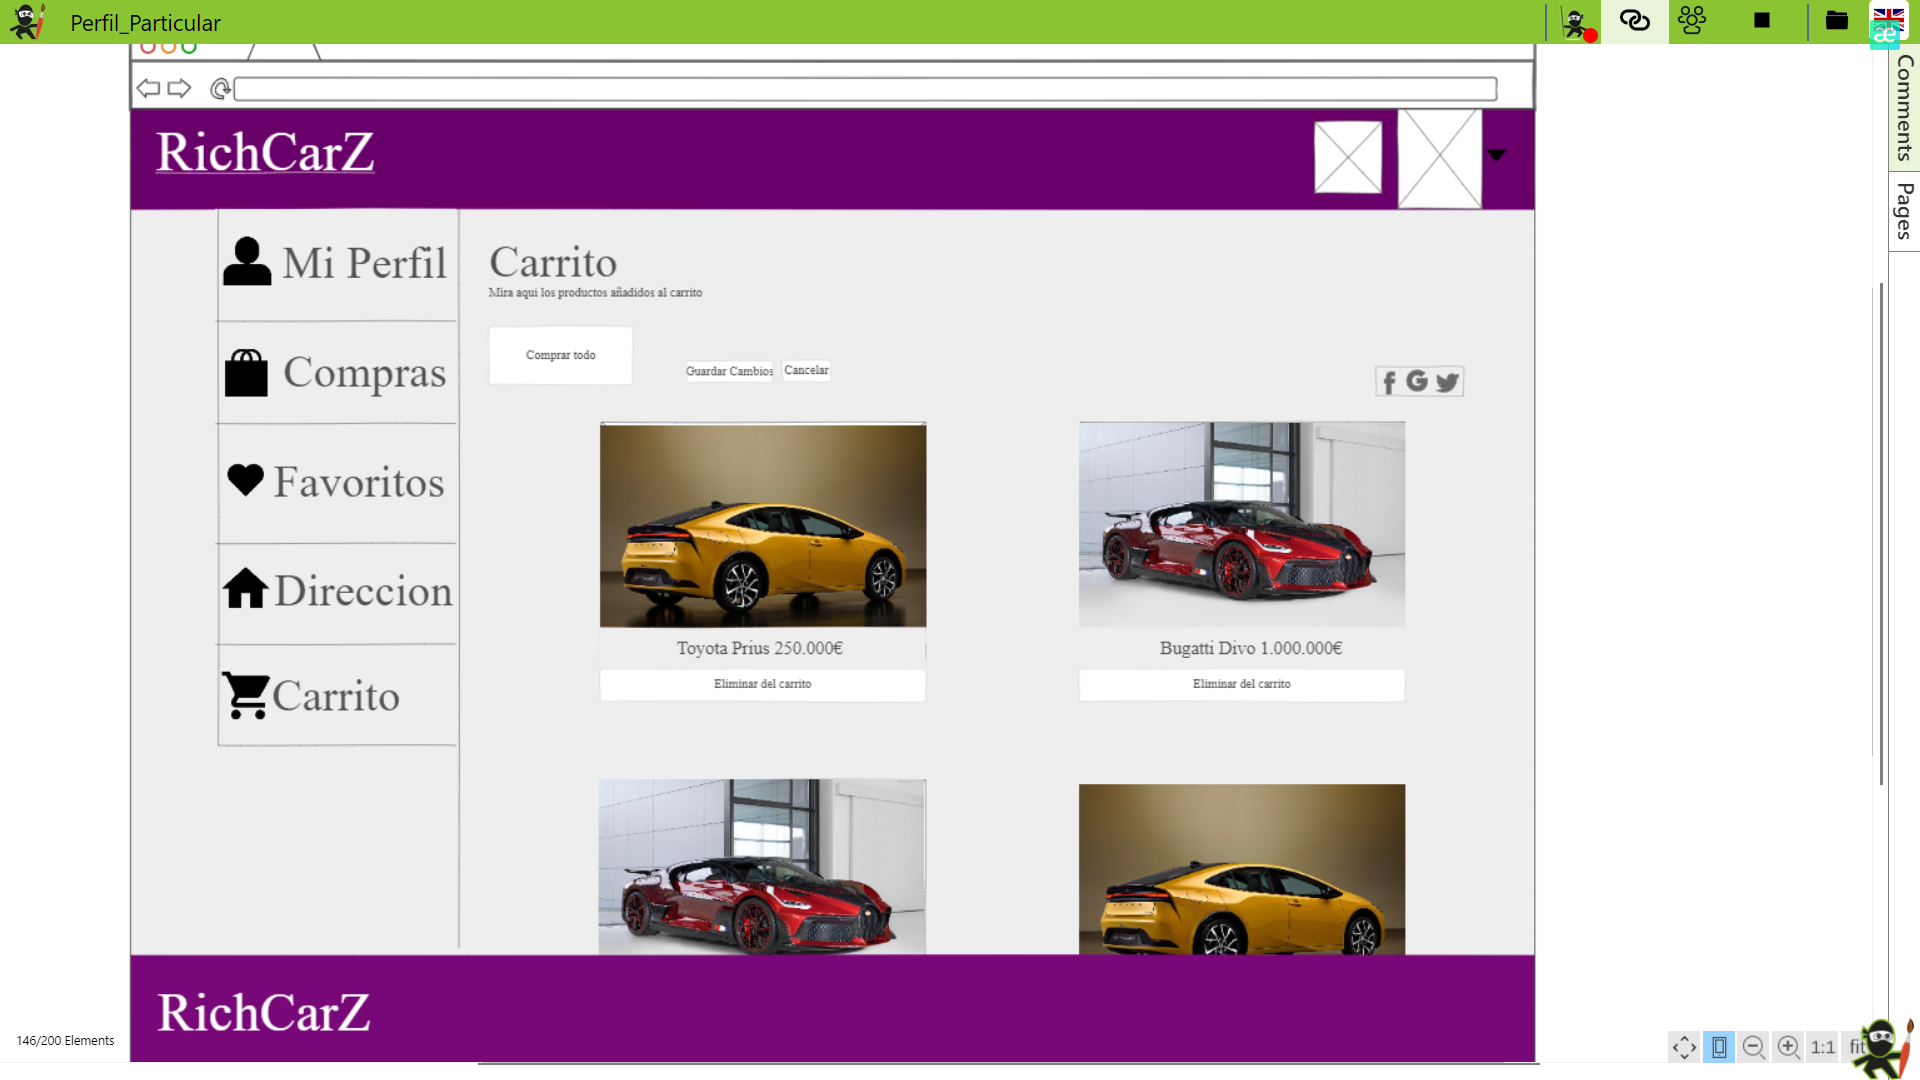 Perfil_Particular
æ
Comments
Pages
RichCarZ
Mi Perfil
Compras
Favoritos
Direccion
Carrito
Carrito
Mira aqui los productos añadidos al carrito
Comprar todo
Guardar Cambios
Cancelar
f G
Toyota Prius 250.000€
Eliminar del carrito
Bugatti Divo 1.000.000€
Eliminar del carrito
RichCarZ
146/200 Elements
1:1
fit